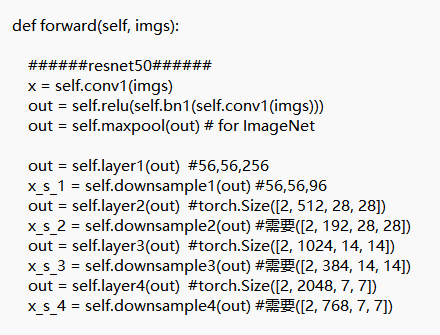 def forward(self, imgs):
######resnet50######
x = self.conv1(imgs)
out = self.relu(self.bn1(self.conv1(imgs)))
out = self.maxpool(out) # for ImageNet
out = self.layer1(out)  #56,56,256
x_s_1 = self.downsample1(out) #56,56,96
out = self.layer2(out)  #torch.Size([2, 512, 28, 28])
x_s_2 = self.downsample2(out) #需要([2, 192, 28, 28])
out = self.layer3(out)  #torch.Size([2, 1024, 14, 14])
x_s_3 = self.downsample3(out) #需要([2, 384, 14, 14])
out = self.layer4(out)  #torch.Size([2, 2048, 7, 7])
x_s_4 = self.downsample4(out) #需要([2, 768, 7, 7])